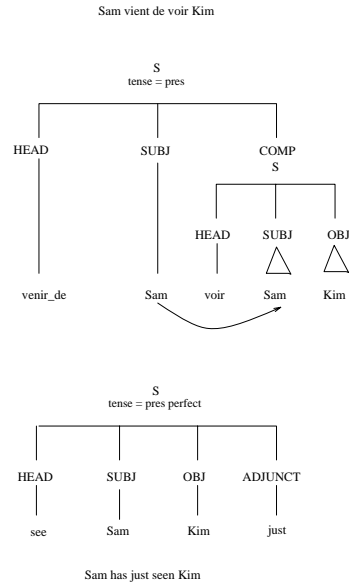 Sam vient de voir Kim
S
tense = pres
HEAD SUBJ COMP
S
HEAD SUBJ OBJ
venir_de Sam voir Sam Kim
S
tense = pres perfect
HEAD SUBJ OBJ ADJUNCT
see Sam Kim just
Sam has just seen Kim